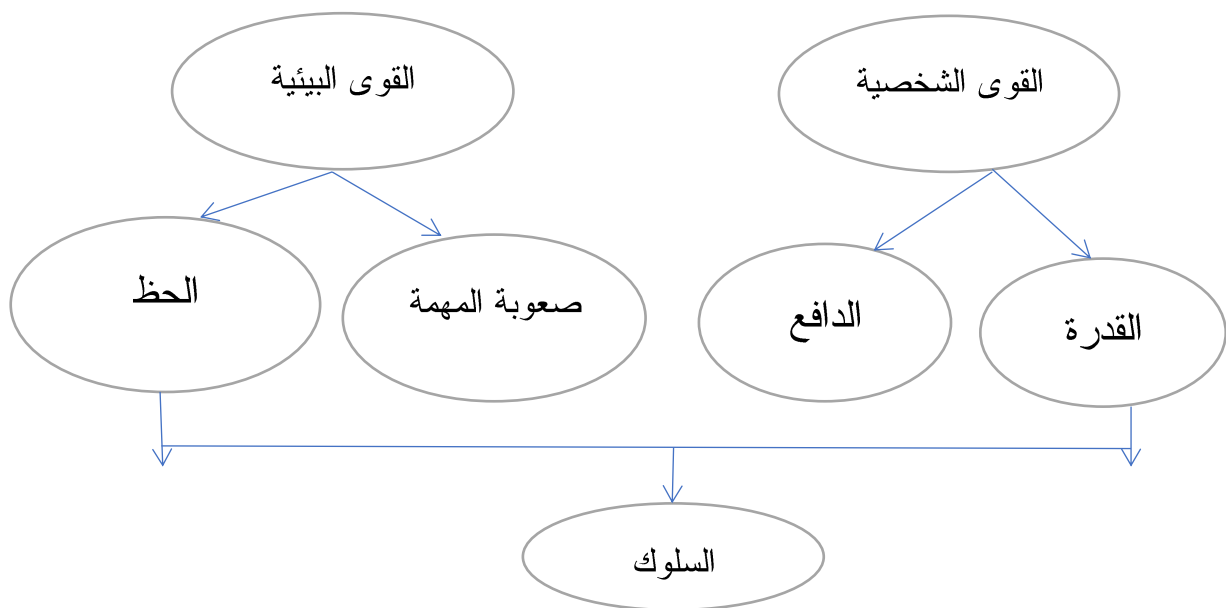 القوى الشخصية
القوى البيئية
القدرة
الدافع
صعوبة المهمة
الحظ
السلوك